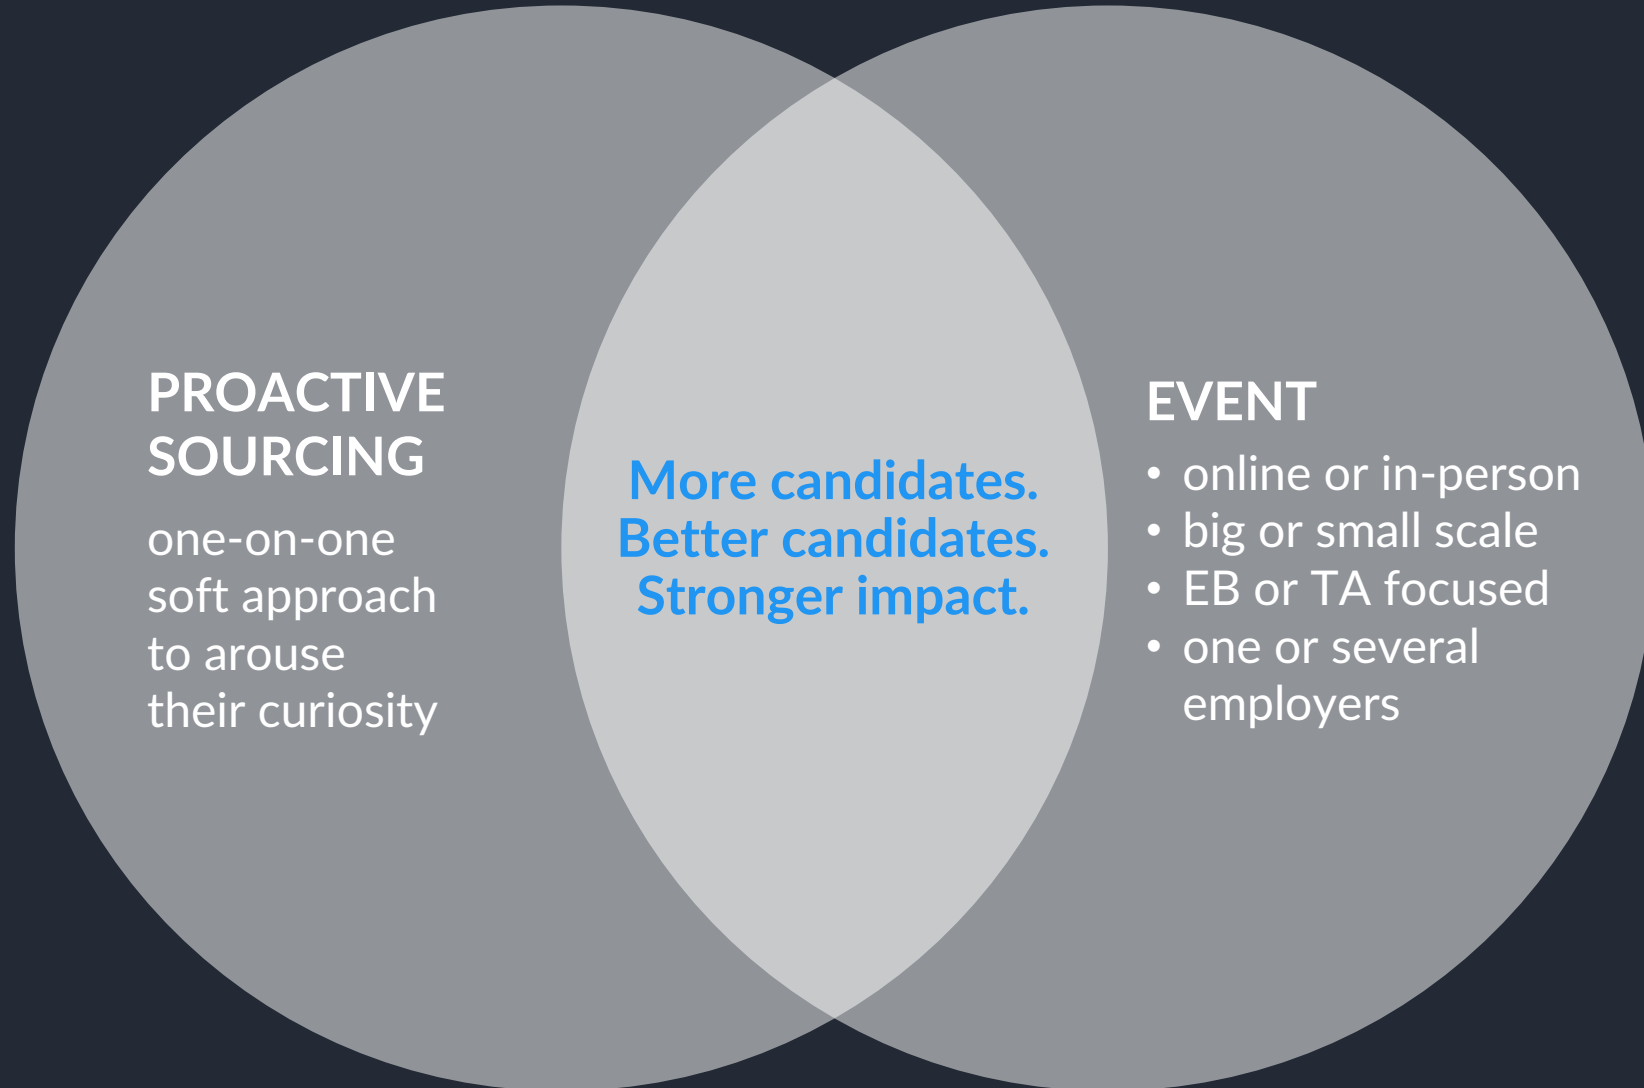 PROACTIVE
SOURCING
one-on-one
soft approach
to arouse
their curiosity
More candidates.
Better candidates.
Stronger impact.
EVENT
• online or in-person
• big or small scale
• EB or TA focused
• one or several
employers